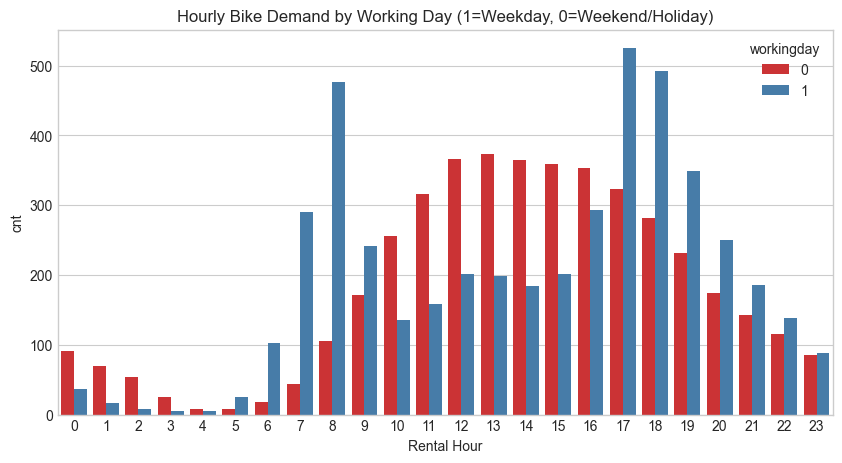 Hourly Bike Demand by Working Day (1=Weekday, 0=Weekend/Holiday)
workingday
0
1
500
400
300
200
100
0
cnt
0 1 2 3 4 5 6 7 8 9 10 11 12 13 14 15 16 17 18 19 20 21 22 23
Rental Hour